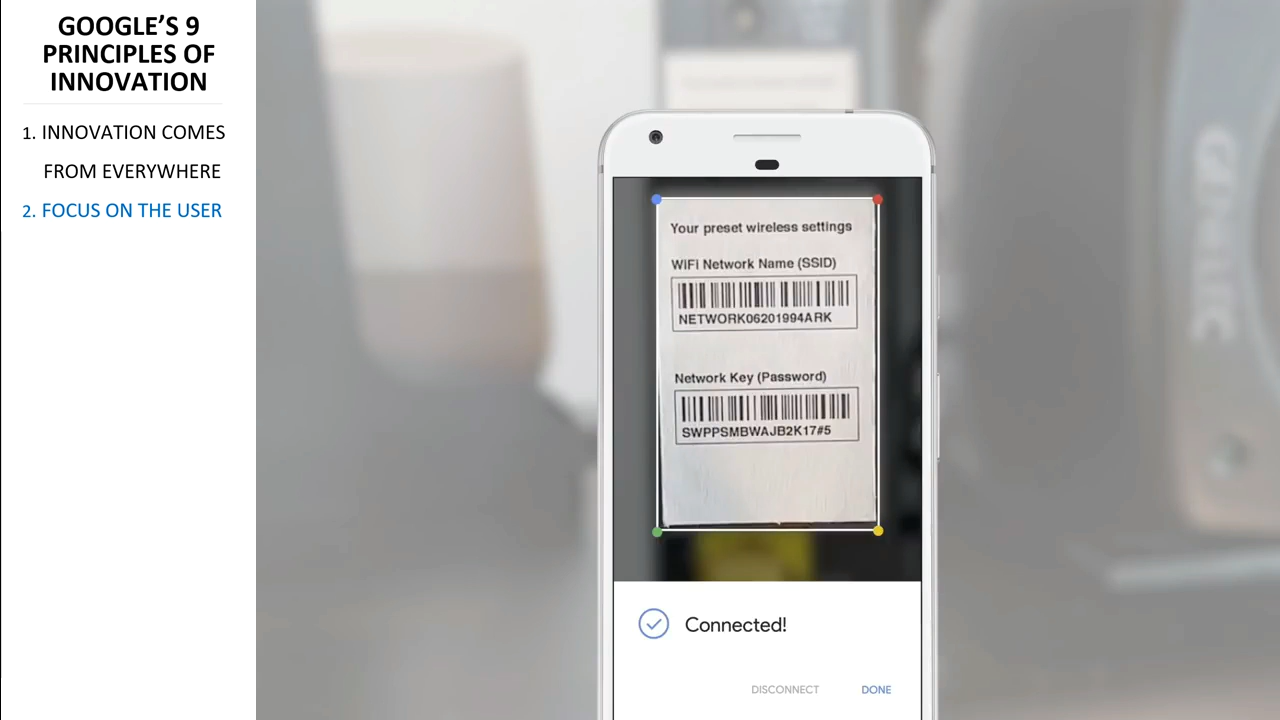 GOOGLE’S 9
PRINCIPLES OF
INNOVATION
1. INNOVATION COMES
FROM EVERYWHERE
2. FOCUS ON THE USER
Your preset wireless settings
WiFi Network Name (SSID)
NETWORK06201994ARK
Network Key (Password)
SWPPSMBWAJB2K17#5
Connected!
DISCONNECT DONE
GENELEC